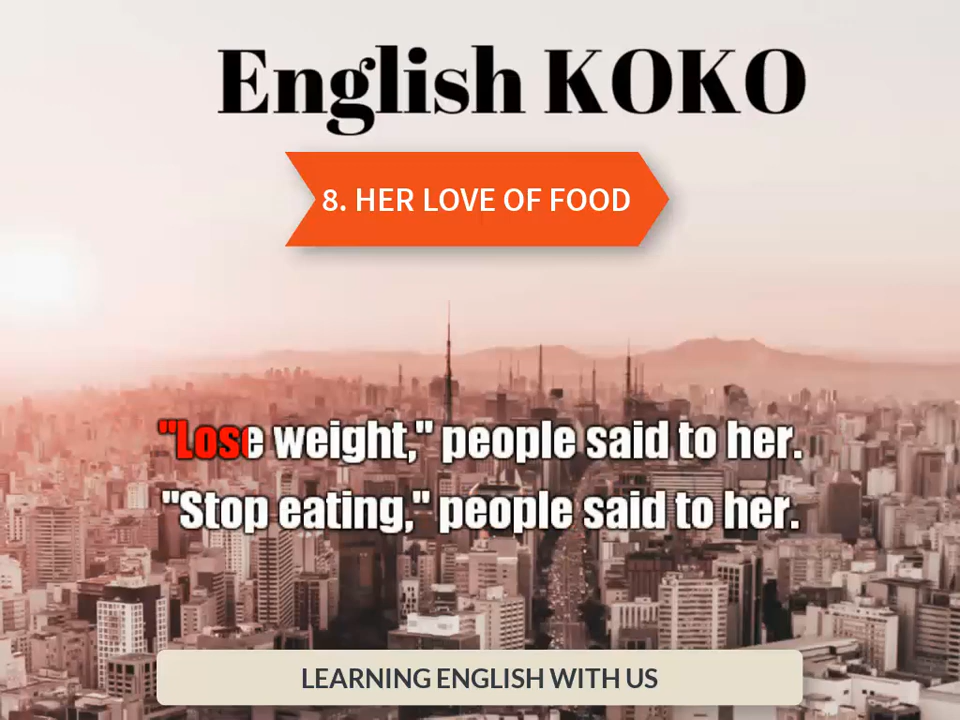 English KOKO
8. HER LOVE OF FOOD
"Lose weight," people said to her.
"Stop eating," people said to her.
LEARNING ENGLISH WITH US